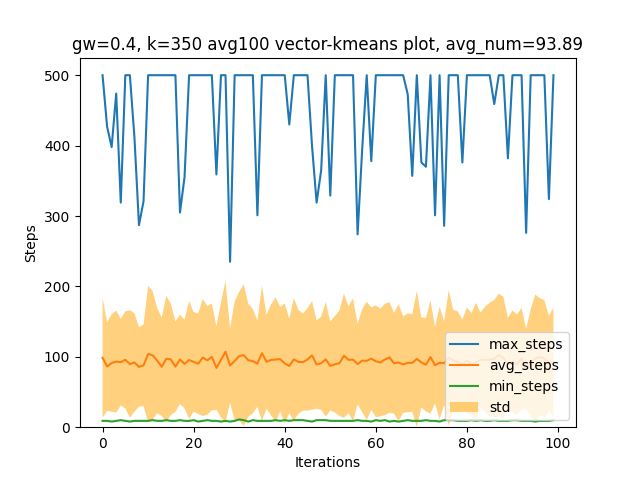 gw=0.4, k=350 avg100 vector-kmeans plot, avg_num=93.89
500
400
300
200
100
0
Steps
max_steps
avg_steps
min_steps
std
0 20 40 60 80 100
Iterations